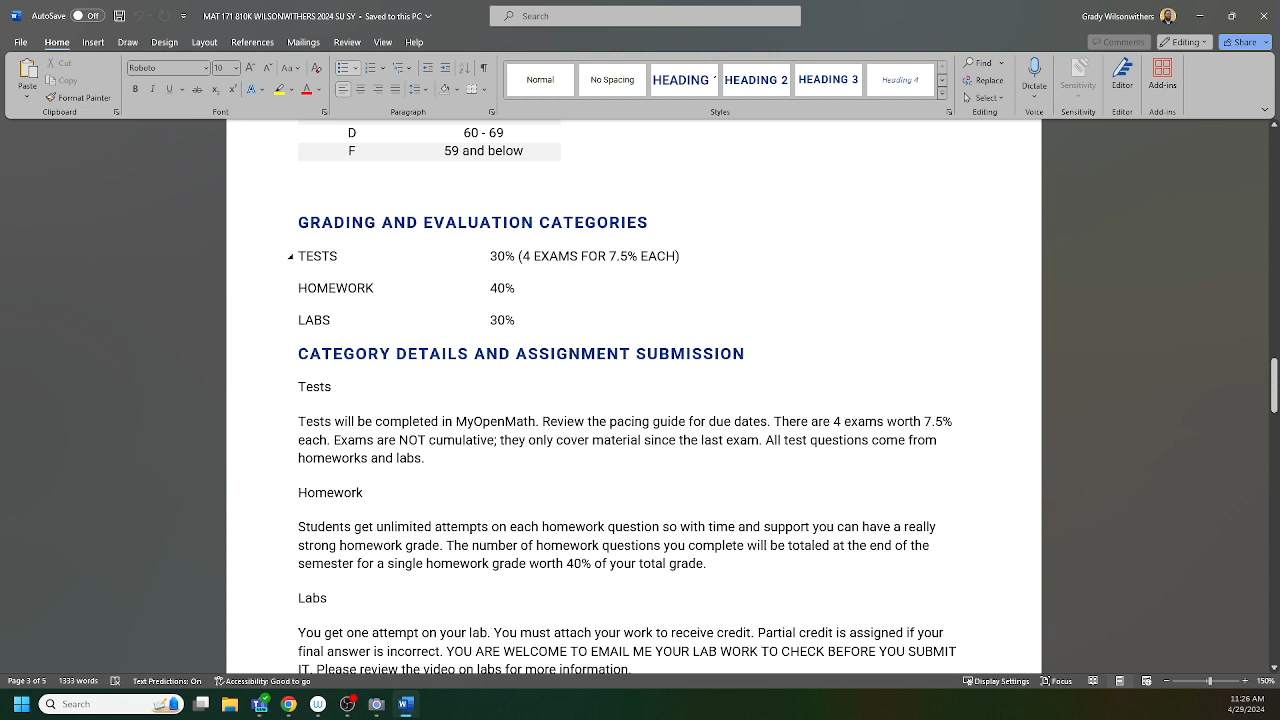 AutoSave Off
MAT 171 810K WILSONWITHERS 2024 SU SY - Saved to this PC
Search
Grady Wilsonwithers
File Home Insert Draw Design Layout References Mailings Review View Help
Comments Editing Share
Paste
Cut
Copy
Format Painter
Clipboard
Roboto 10
Font
Paragraph
Normal
No Spacing
HEADING
HEADING 2
HEADING 3
Heading 4
Styles
Find
Replace
Select
Editing
Dictate
Voice
Sensitivity
Sensitivity
Editor
Editor
Add-ins
Add-ins
D 60 - 69
F 59 and below
GRADING AND EVALUATION CATEGORIES
TESTS 30% (4 EXAMS FOR 7.5% EACH)
HOMEWORK 40%
LABS 30%
CATEGORY DETAILS AND ASSIGNMENT SUBMISSION
Tests
Tests will be completed in MyOpenMath. Review the pacing guide for due dates. There are 4 exams worth 7.5%
each. Exams are NOT cumulative; they only cover material since the last exam. All test questions come from
homeworks and labs.
Homework
Students get unlimited attempts on each homework question so with time and support you can have a really
strong homework grade. The number of homework questions you complete will be totaled at the end of the
semester for a single homework grade worth 40% of your total grade.
Labs
You get one attempt on your lab. You must attach your work to receive credit. Partial credit is assigned if your
final answer is incorrect. YOU ARE WELCOME TO EMAIL ME YOUR LAB WORK TO CHECK BEFORE YOU SUBMIT
IT. Please review the video on labs for more information.
Page 3 of 5 1333 words Text Predictions: On Accessibility: Good to go
Display Settings Focus 150%
Search
11:26 AM
4/29/2024